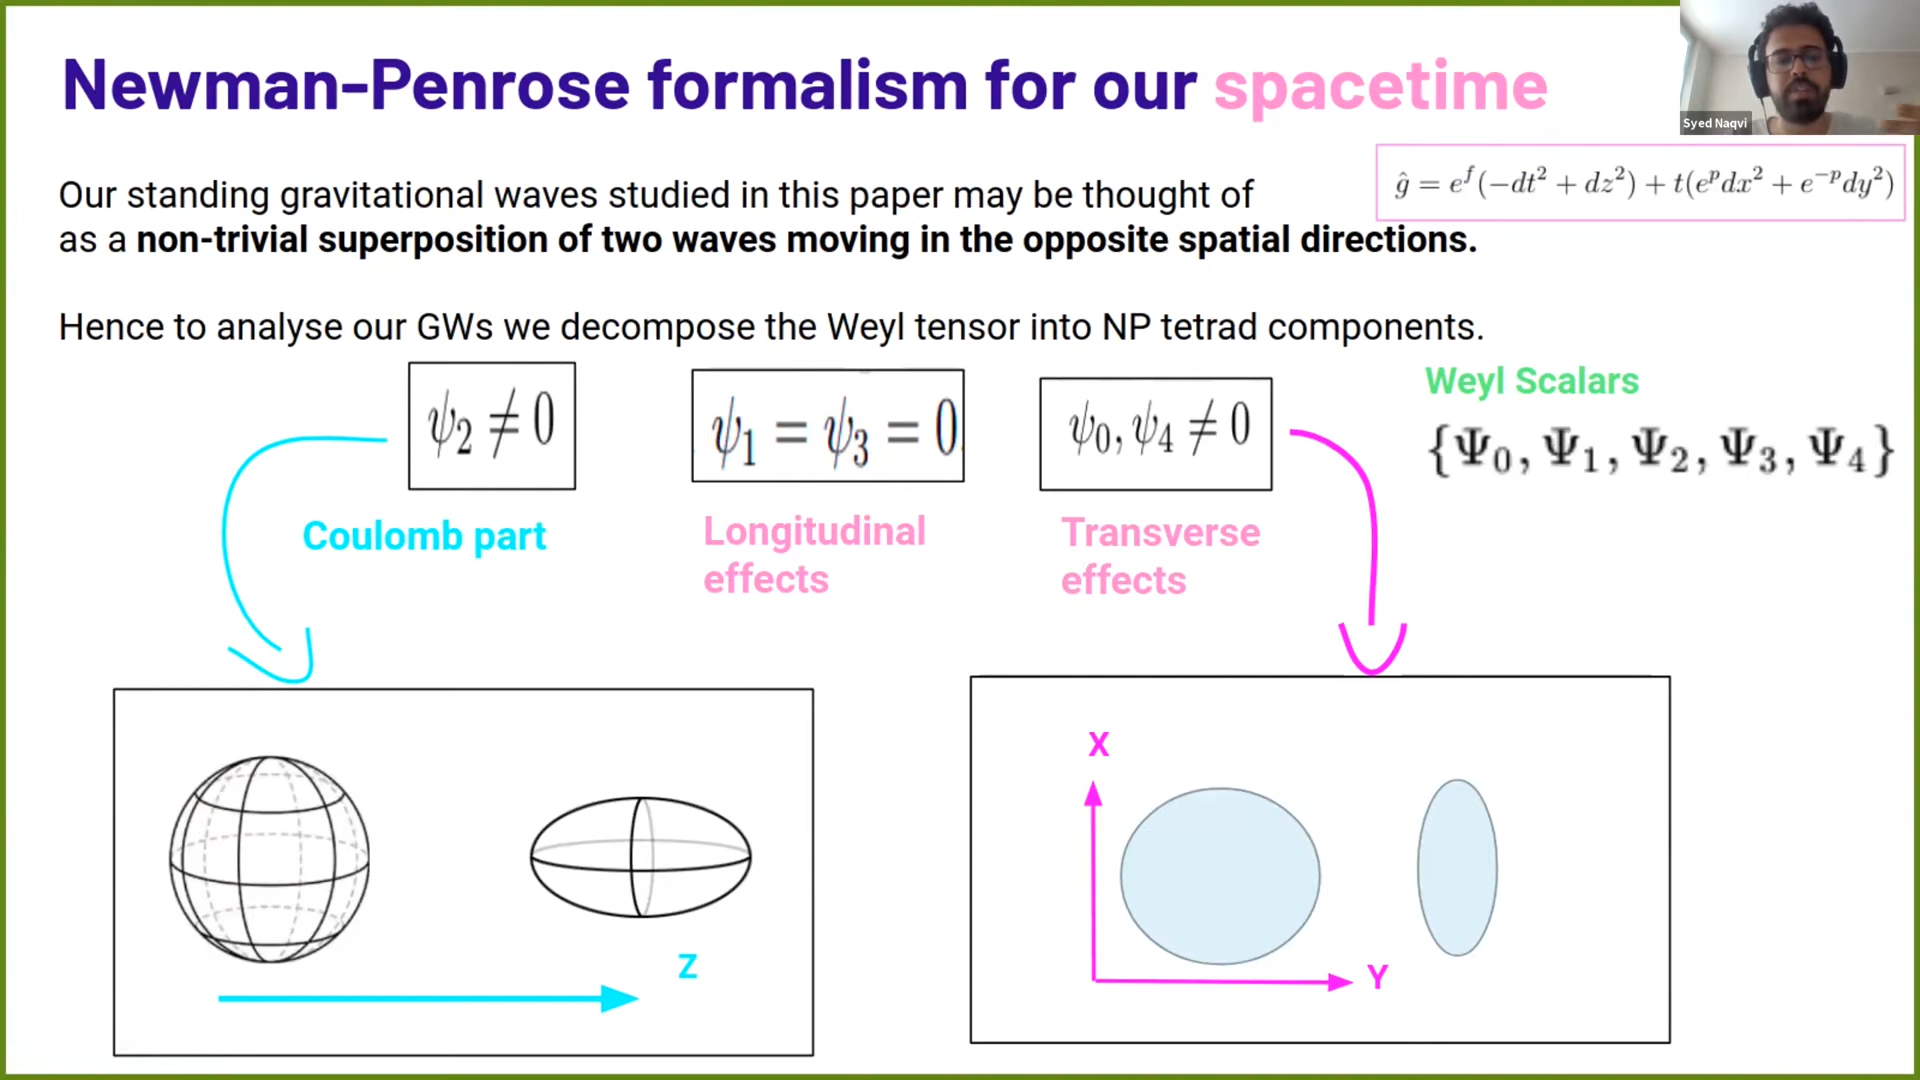 Newman-Penrose formalism for our spacetime
Syed Naqvi
Our standing gravitational waves studied in this paper may be thought of
as a non-trivial superposition of two waves moving in the opposite spatial directions.
ĝ = e^f(−dt² + dz²) + t(e^p dx² + e^−p dy²)
Hence to analyse our GWs we decompose the Weyl tensor into NP tetrad components.
ψ₂ ≠ 0
ψ₁ = ψ₃ = 0.
ψ₀, ψ₄ ≠ 0
Weyl Scalars
{Ψ₀, Ψ₁, Ψ₂, Ψ₃, Ψ₄}
Coulomb part
Longitudinal
effects
Transverse
effects
Z
X
Y